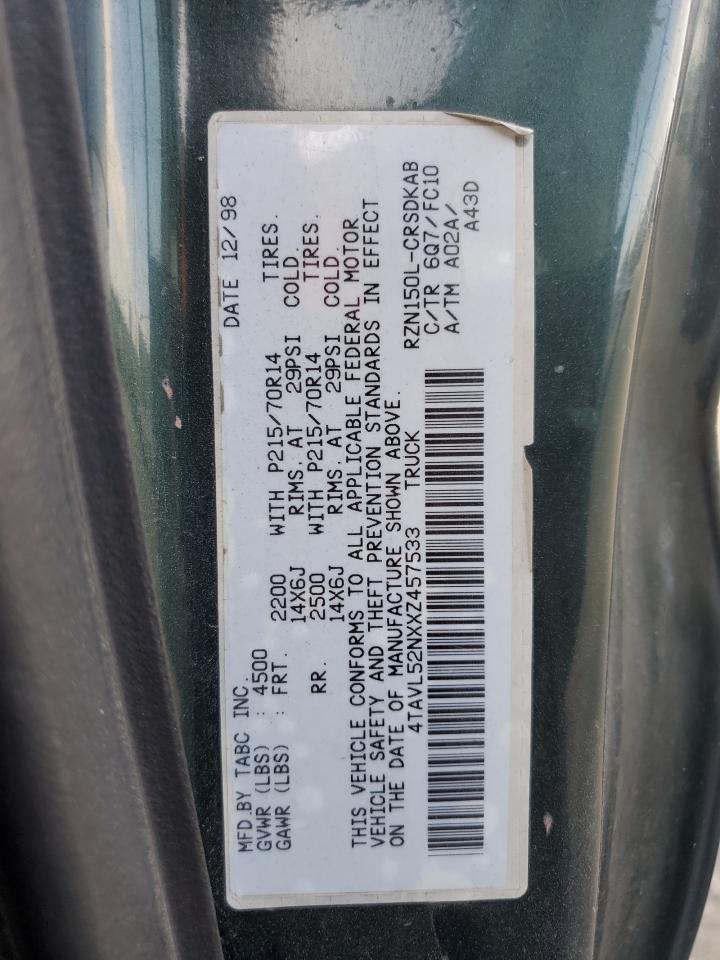 MFD.BY TABC INC. DATE 12/98
GVWR (LBS) : 4500
GAWR (LBS) : FRT. 2200 WITH P215/70R14 TIRES.
14X6J RIMS, AT 29PSI COLD.
RR. 2500 WITH P215/70R14 TIRES.
14X6J RIMS, AT 29PSI COLD.
THIS VEHICLE CONFORMS TO ALL APPLICABLE FEDERAL MOTOR
VEHICLE SAFETY AND THEFT PREVENTION STANDARDS IN EFFECT
ON THE DATE OF MANUFACTURE SHOWN ABOVE.
4TAVL52NXXZ457533 TRUCK RZN150L-CRSDKAB
C/TR 6Q7/FC10
A/TM A02A/
A43D